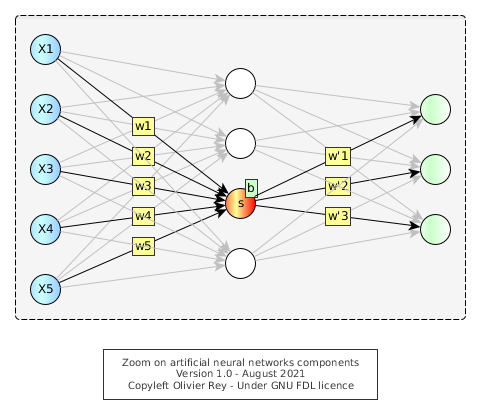 X1
X2
X3
X4
X5
w1
w2
w3
w4
w5
b
s
w'1
w'2
w'3
Zoom on artificial neural networks components
Version 1.0 - August 2021
Copyleft Olivier Rey - Under GNU FDL licence